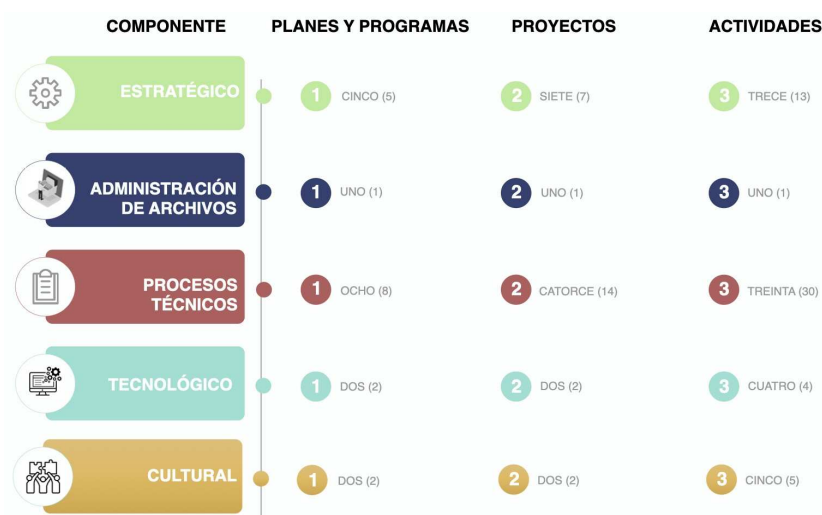 COMPONENTE PLANES Y PROGRAMAS PROYECTOS ACTIVIDADES
ESTRATÉGICO 1 CINCO (5) 2 SIETE (7) 3 TRECE (13)
ADMINISTRACIÓN
DE ARCHIVOS 1 UNO (1) 2 UNO (1) 3 UNO (1)
PROCESOS
TÉCNICOS 1 OCHO (8) 2 CATORCE (14) 3 TREINTA (30)
TECNOLÓGICO 1 DOS (2) 2 DOS (2) 3 CUATRO (4)
CULTURAL 1 DOS (2) 2 DOS (2) 3 CINCO (5)